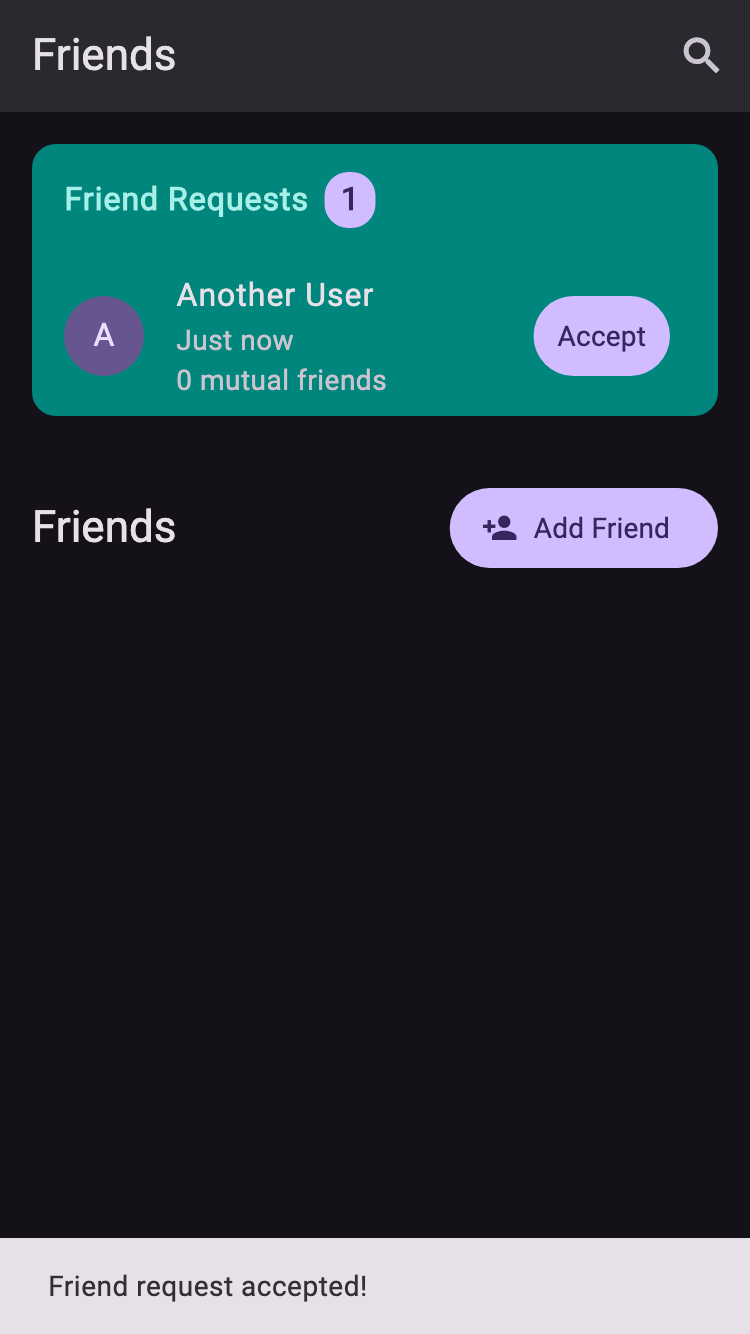 Friends
Friend Requests 1
A
Another User
Just now
0 mutual friends
Accept
Friends
Add Friend
Friend request accepted!